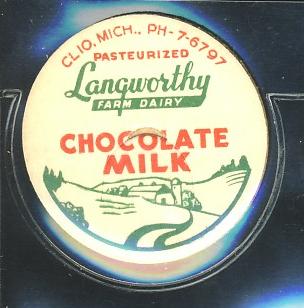 CLIO, MICH., PH-7-6797
PASTEURIZED
Langworthy
FARM DAIRY
CHOCOLATE
MILK